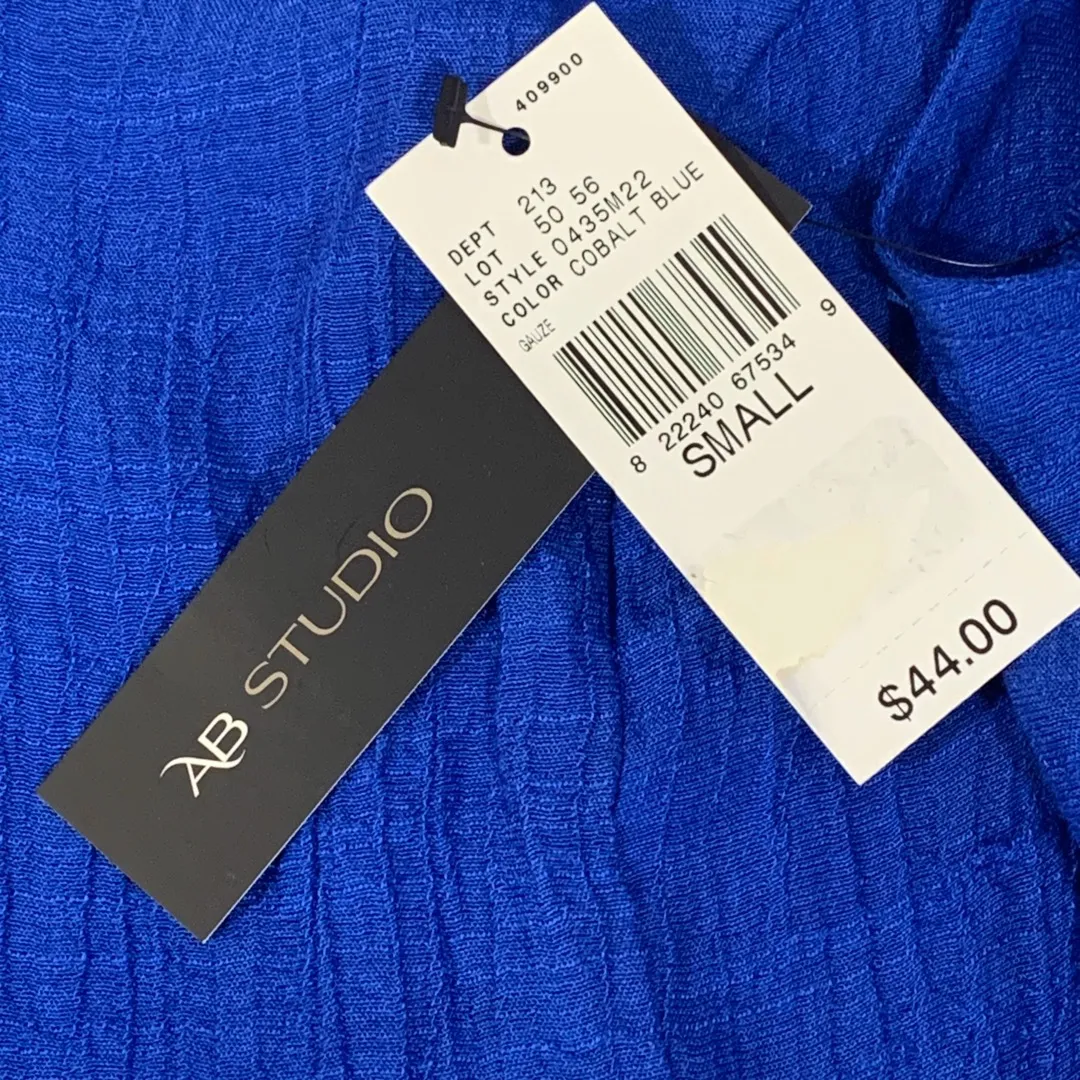 409900
DEPT 213
LOT 50 56
STYLE 0435M22
COLOR COBALT BLUE
GAUZE
8 22240 67534 9
SMALL
$44.00
AB STUDIO